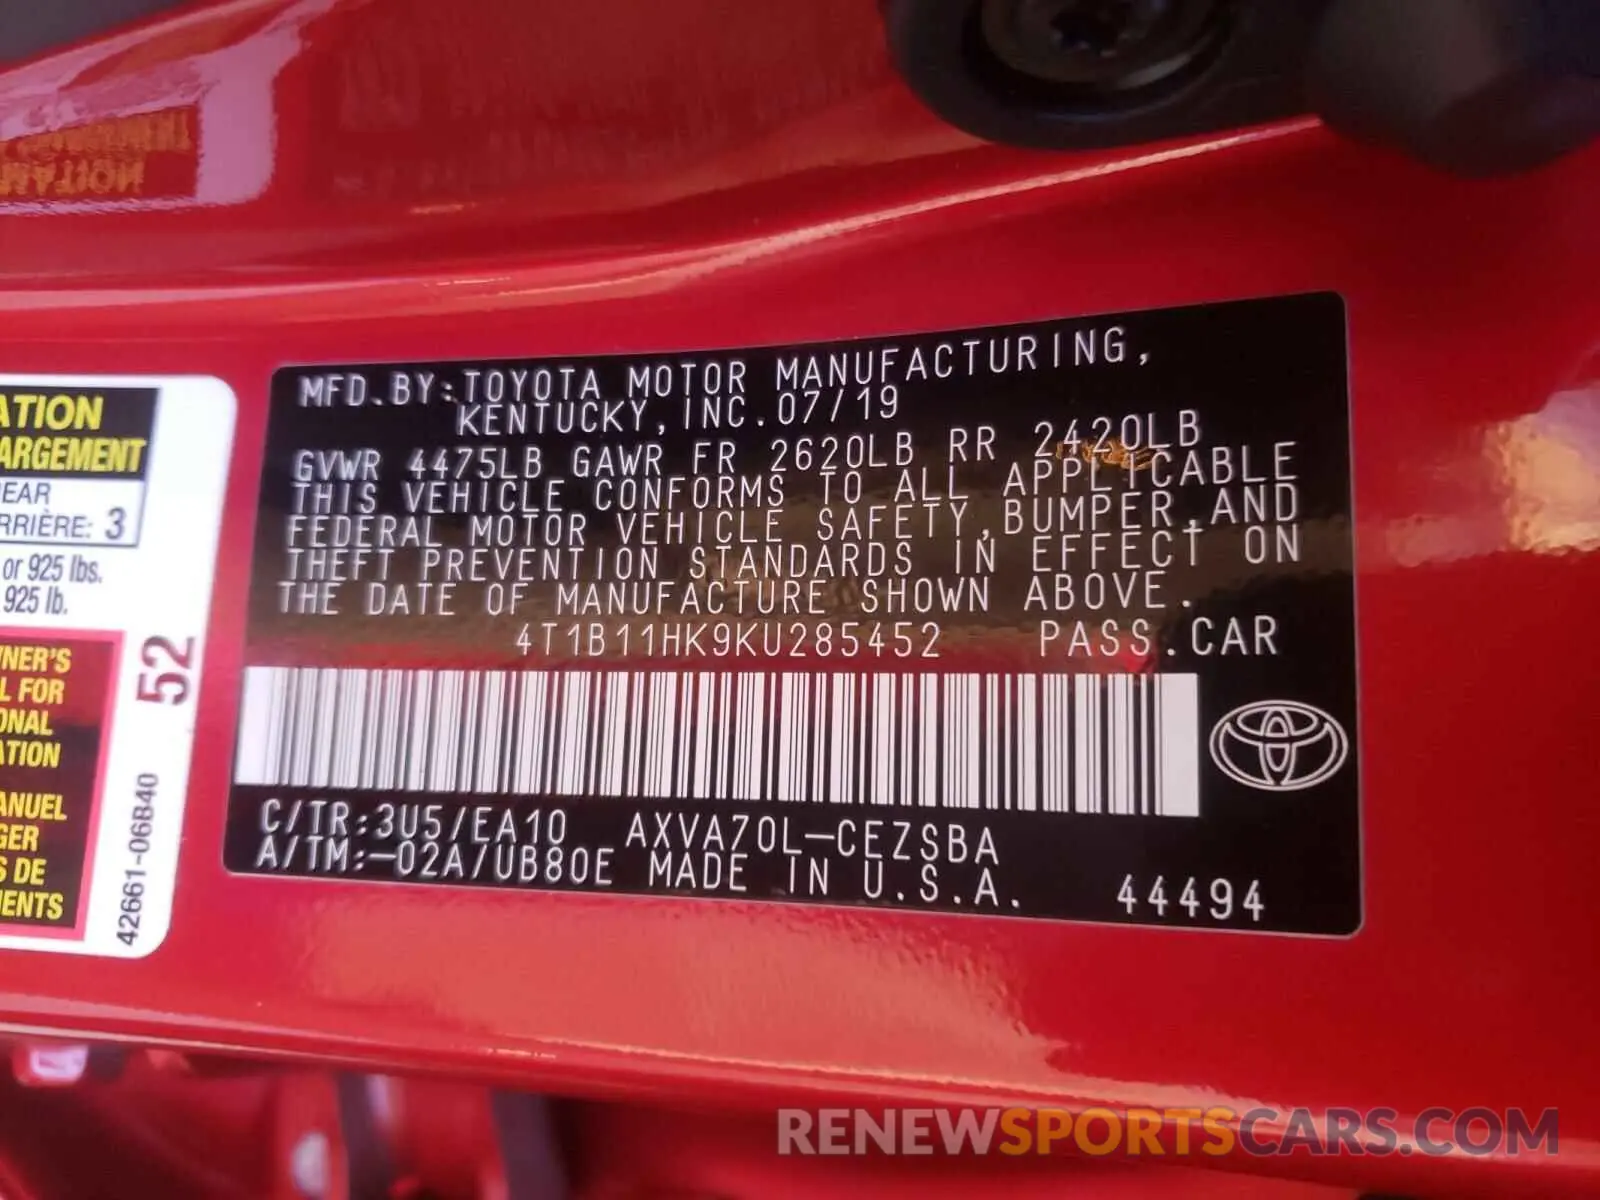 MFD.BY:TOYOTA MOTOR MANUFACTURING,
KENTUCKY,INC.07/19
GVWR 4475LB GAWR FR 2620LB RR 2420LB
THIS VEHICLE CONFORMS TO ALL APPLICABLE
FEDERAL MOTOR VEHICLE SAFETY,BUMPER,AND
THEFT PREVENTION STANDARDS IN EFFECT ON
THE DATE OF MANUFACTURE SHOWN ABOVE.
4T1B11HK9KU285452 PASS.CAR
C/TR:3U5/EA10 AXVA70L-CEZSBA
A/TM:-02A/UB80E MADE IN U.S.A.
44494
ATION
ARGEMENT
EAR
RRIÈRE: 3
or 925 lbs.
925 lb.
NER'S
L FOR
ONAL
ATION
ANUEL
GER
S DE
ENTS
52
42661-06B40
RENEWSPORTSCARS.COM